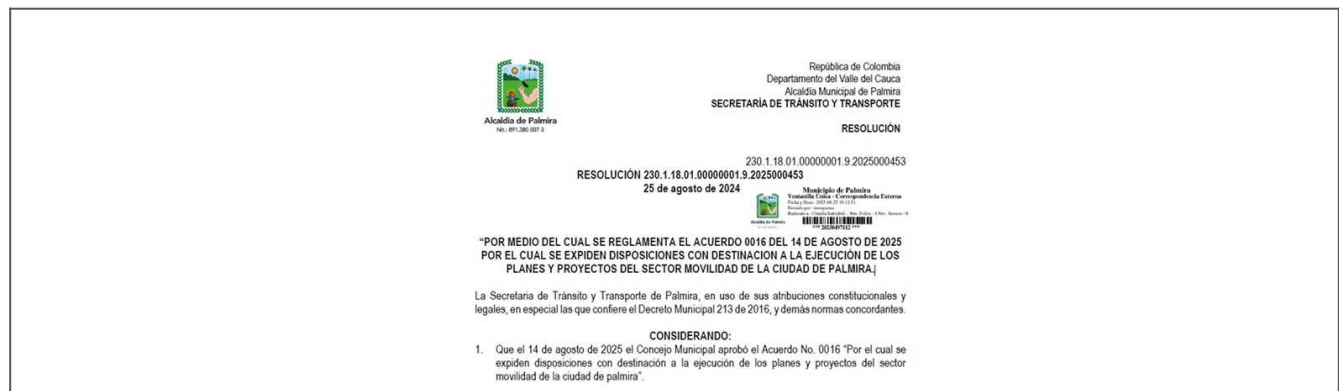 República de Colombia
Departamento del Valle del Cauca
Alcaldía Municipal de Palmira
SECRETARÍA DE TRÁNSITO Y TRANSPORTE
Alcaldía de Palmira
Nit.: 891.380.007-3
RESOLUCIÓN
230.1.18.01.00000001.9.2025000453
RESOLUCIÓN 230.1.18.01.00000001.9.2025000453
25 de agosto de 2024
Municipio de Palmira
Ventanilla Única - Correspondencia Externa
"POR MEDIO DEL CUAL SE REGLAMENTA EL ACUERDO 0016 DEL 14 DE AGOSTO DE 2025
POR EL CUAL SE EXPIDEN DISPOSICIONES CON DESTINACION A LA EJECUCIÓN DE LOS
PLANES Y PROYECTOS DEL SECTOR MOVILIDAD DE LA CIUDAD DE PALMIRA.
La Secretaria de Tránsito y Transporte de Palmira, en uso de sus atribuciones constitucionales y
legales, en especial las que confiere el Decreto Municipal 213 de 2016, y demás normas concordantes.
CONSIDERANDO:
1. Que el 14 de agosto de 2025 el Concejo Municipal aprobó el Acuerdo No. 0016 "Por el cual se
expiden disposiciones con destinación a la ejecución de los planes y proyectos del sector
movilidad de la ciudad de palmira".